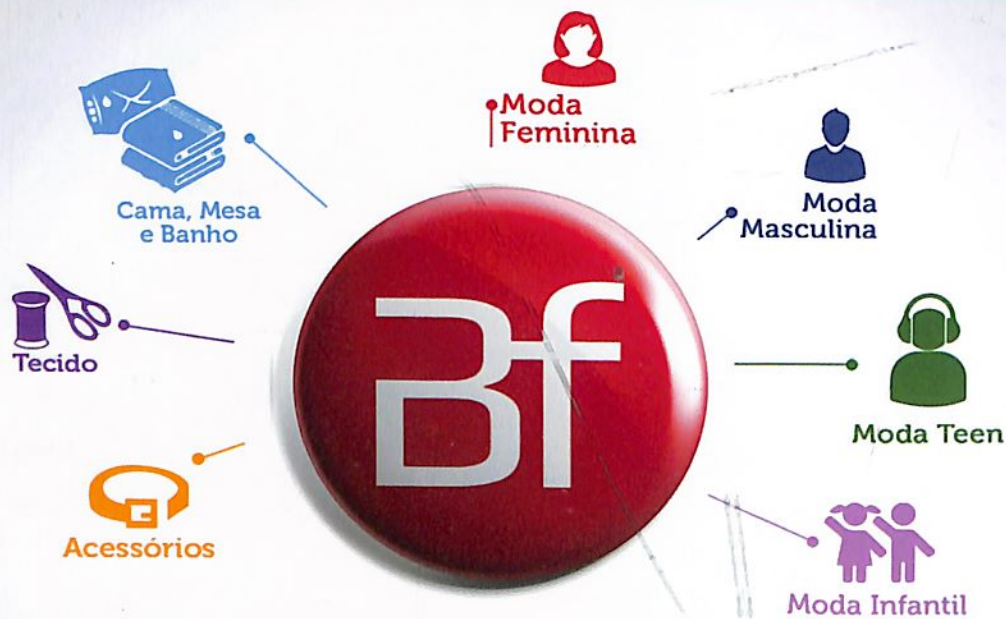 Moda
Feminina
Cama, Mesa
e Banho
Moda
Masculina
Bf
Tecido
Moda Teen
Acessórios
Moda Infantil